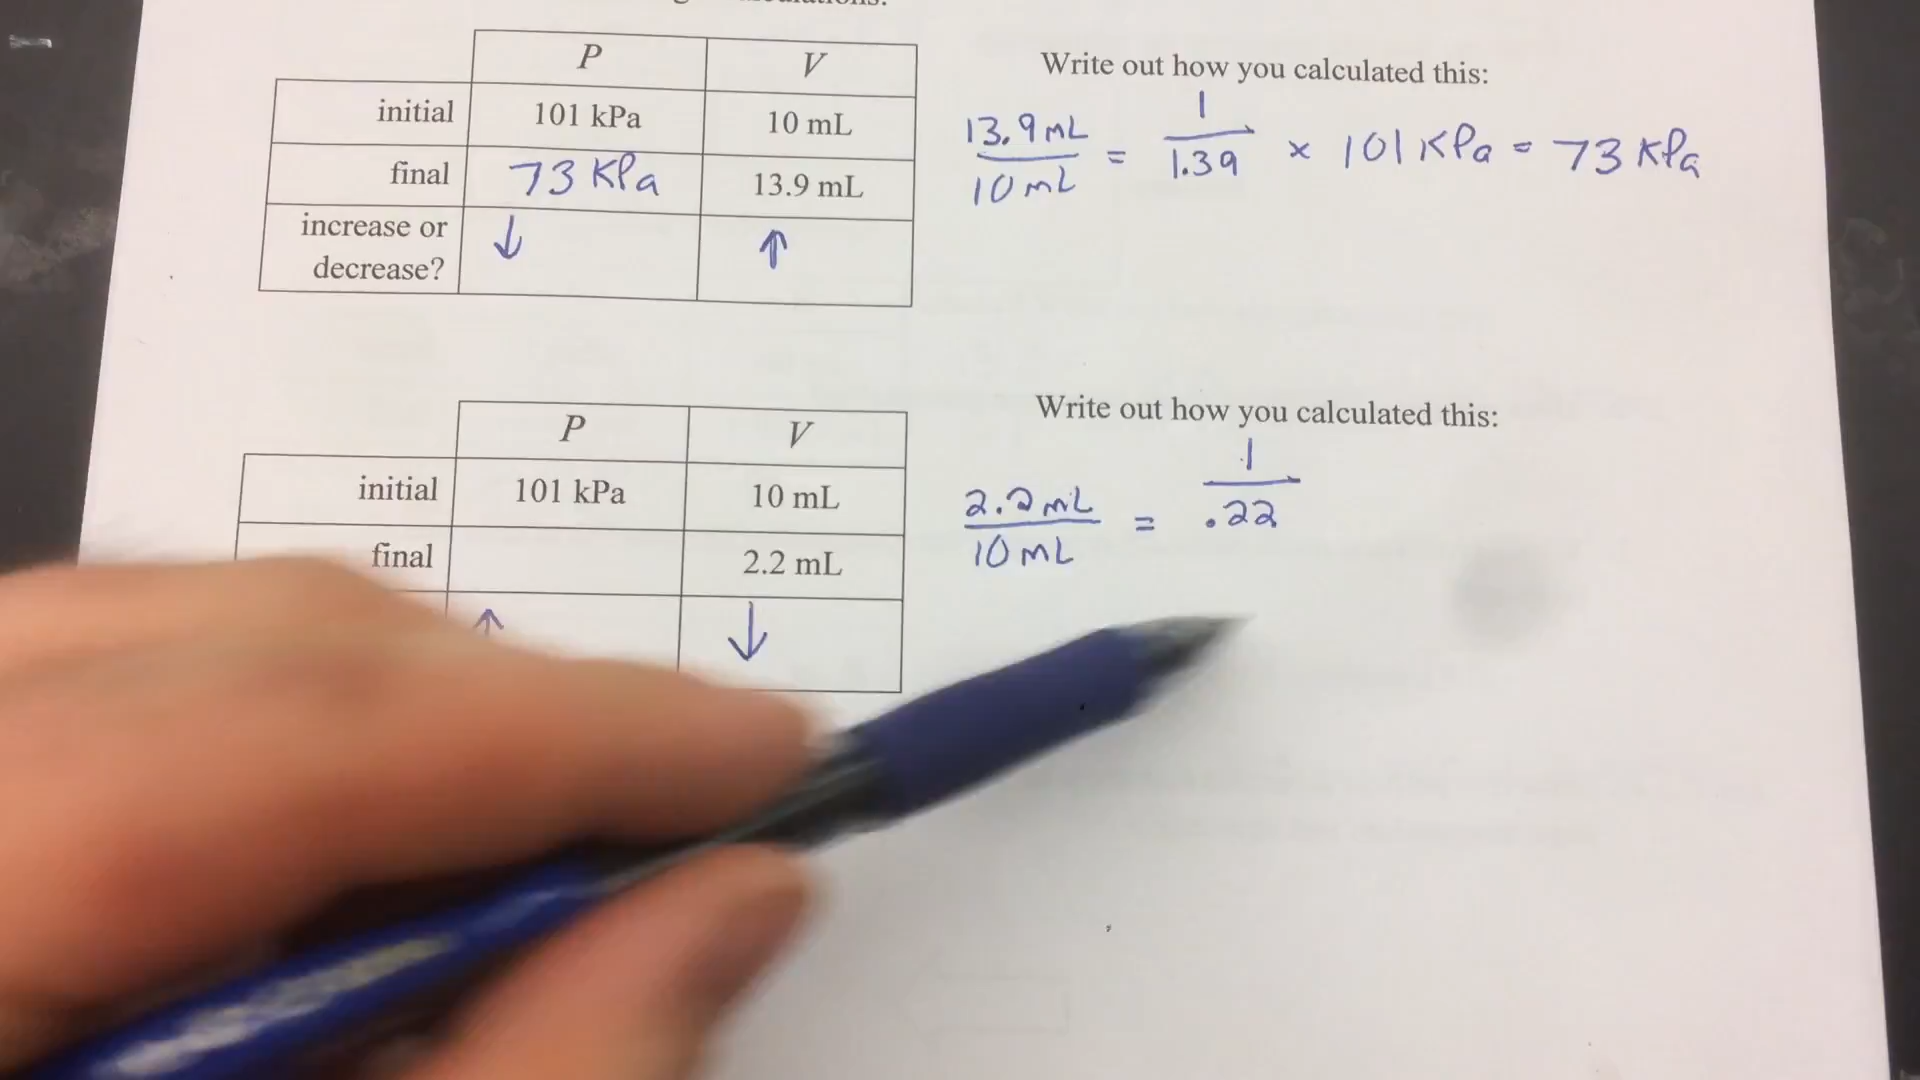 P V
initial 101 kPa 10 mL
final 73 KPa 13.9 mL
increase or
decrease? ↓ ↑
Write out how you calculated this:
13.9 mL / 10 mL = 1 / 1.39 × 101 KPa = 73 KPa
P V
initial 101 kPa 10 mL
final 2.2 mL
↑ ↓
Write out how you calculated this:
2.2 mL / 10 mL = 1 / .22